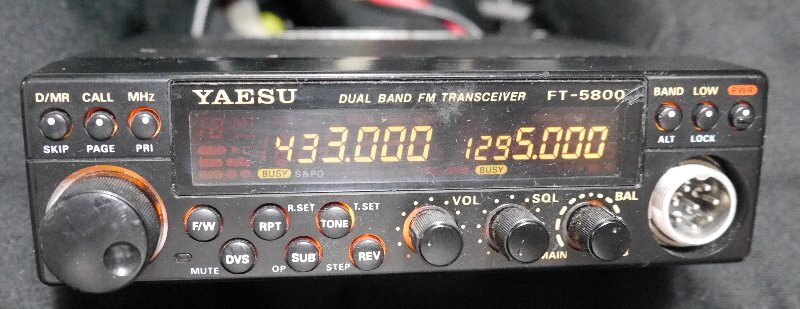 D/MR CALL MHz
SKIP PAGE PRI
YAESU DUAL BAND FM TRANSCEIVER FT-5800
433.000 1295.000
BUSY S&PO BUSY
BAND LOW PWR
ALT LOCK
R.SET T.SET VOL SQL BAL
F/W RPT TONE
MUTE DVS OP SUB STEP REV
MAIN